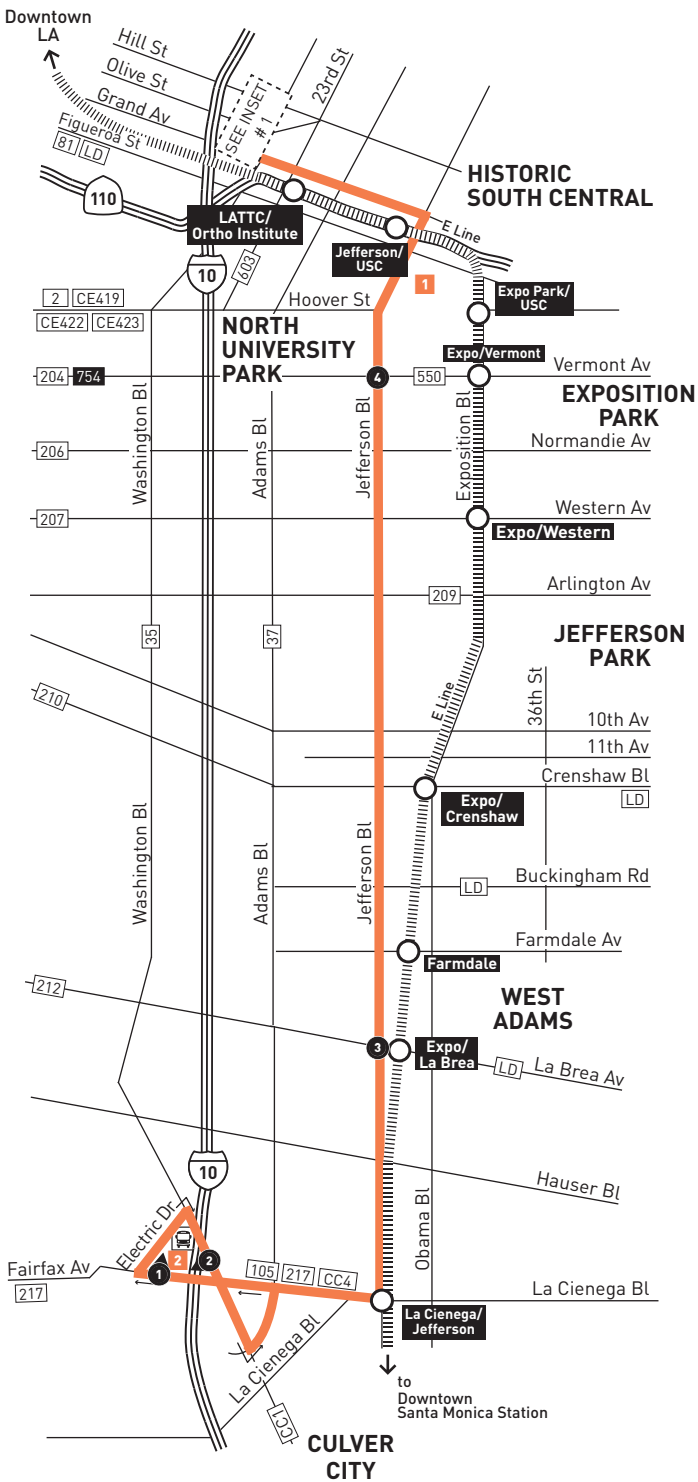 Downtown
LA
Hill St
Olive St
Grand Av
Figueroa St
81
LD
23rd St
SEE INSET
# 1
110
HISTORIC
SOUTH CENTRAL
E Line
LATTC/
Ortho Institute
Jefferson/
USC
603
10
1
Expo Park/
USC
2
CE419
Hoover St
CE422
CE423
NORTH
UNIVERSITY
PARK
Expo/Vermont
204
754
4
550
Vermont Av
EXPOSITION
PARK
Washington Bl
Adams Bl
Jefferson Bl
Exposition Bl
206
Normandie Av
207
Western Av
Expo/Western
209
Arlington Av
35
37
JEFFERSON
PARK
210
E Line
36th St
10th Av
11th Av
Crenshaw Bl
LD
Expo/
Crenshaw
Washington Bl
Adams Bl
Jefferson Bl
LD
Buckingham Rd
Farmdale Av
Farmdale
212
WEST
ADAMS
3
Expo/
La Brea
LD
La Brea Av
10
Hauser Bl
Obama Bl
Electric Dr
2
2
1
Fairfax Av
217
105
217
CC4
La Cienega Bl
La Cienega/
Jefferson
La Cienega Bl
CC1
to
Downtown
Santa Monica Station
CULVER
CITY